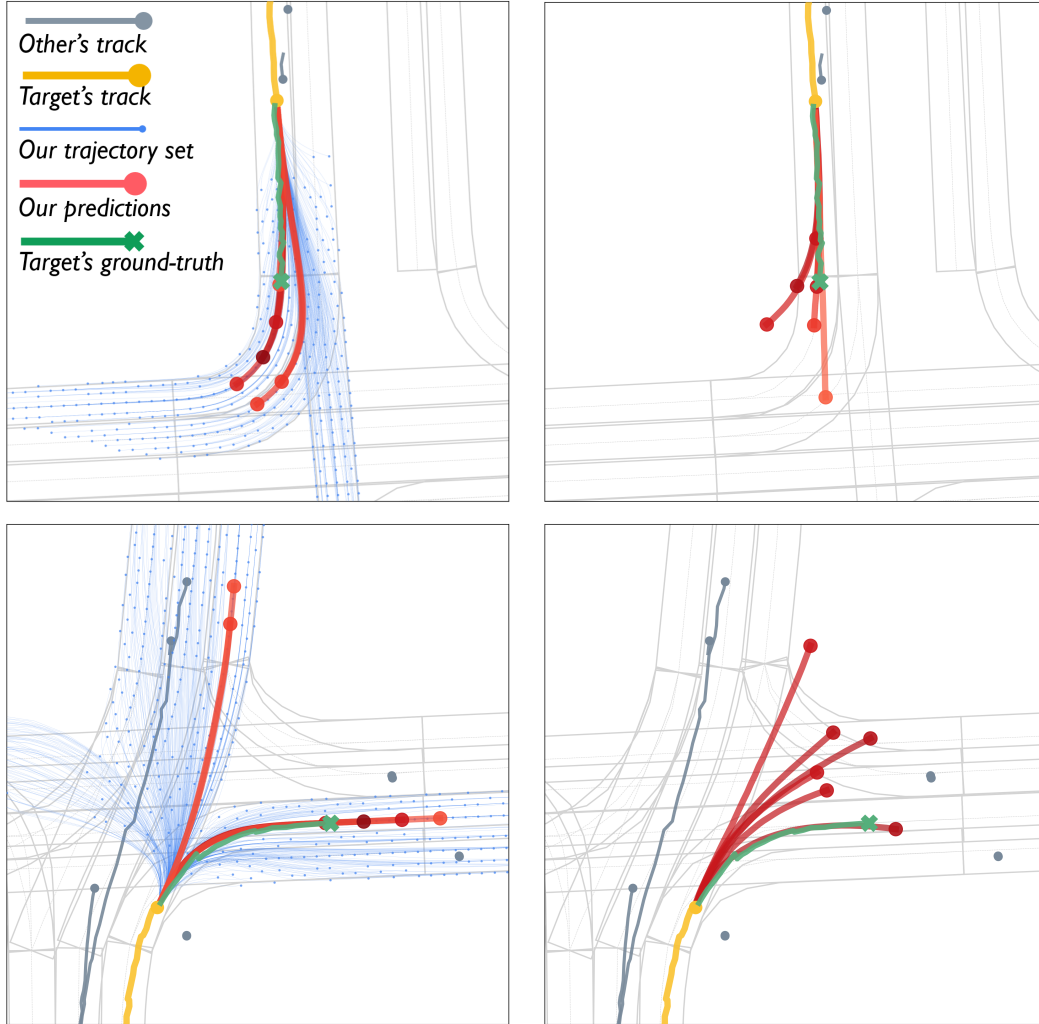 Other's track
Target's track
Our trajectory set
Our predictions
Target's ground-truth